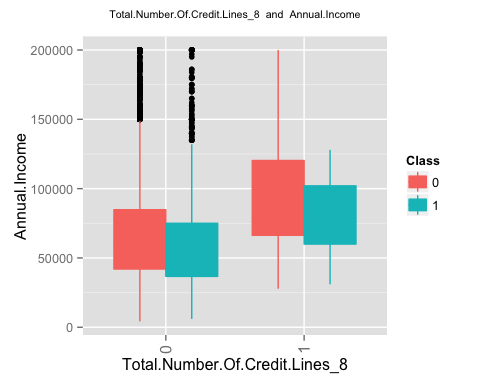 Total.Number.Of.Credit.Lines_8 and Annual.Income
200000
150000
100000
50000
0
Annual.Income
0
1
Total.Number.Of.Credit.Lines_8
Class
0
1